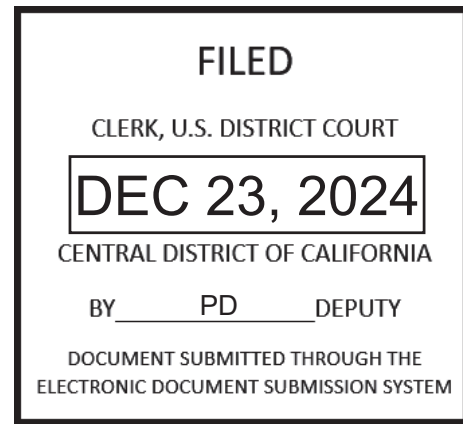 FILED
CLERK, U.S. DISTRICT COURT
DEC 23, 2024
CENTRAL DISTRICT OF CALIFORNIA
BY PD DEPUTY
DOCUMENT SUBMITTED THROUGH THE
ELECTRONIC DOCUMENT SUBMISSION SYSTEM